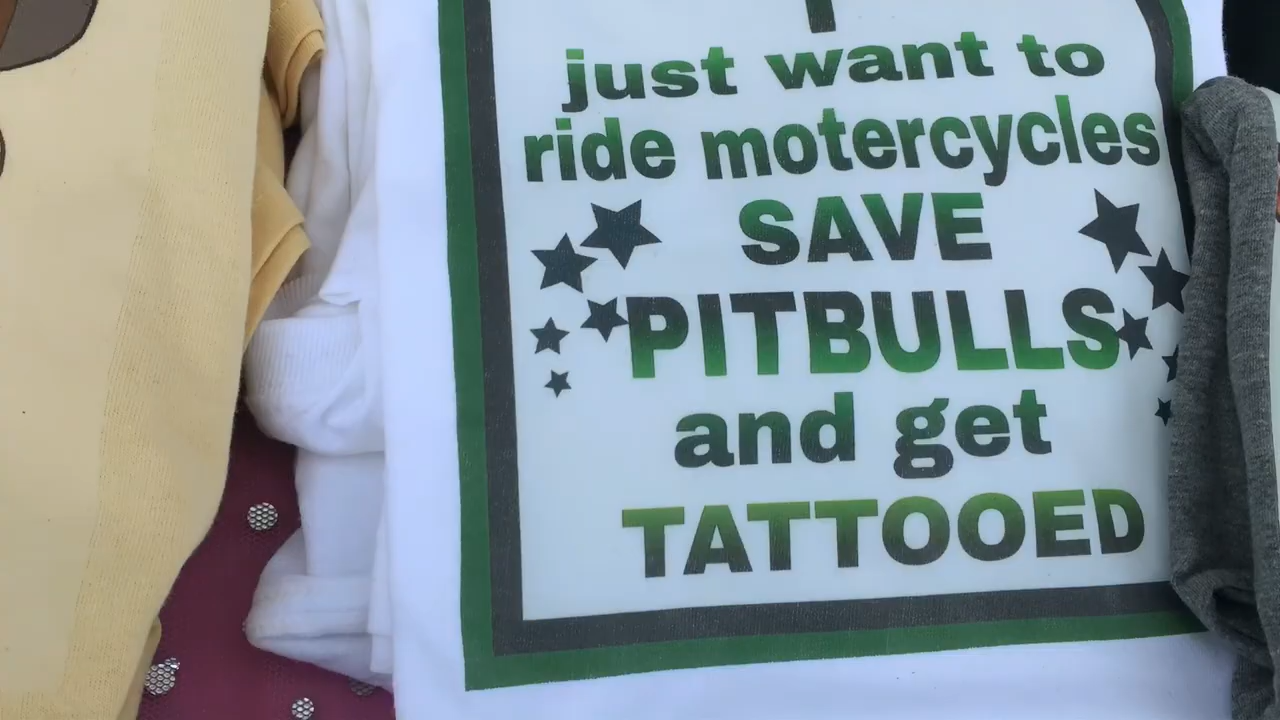 I
just want to
ride motercycles
SAVE
PITBULLS
and get
TATTOOED